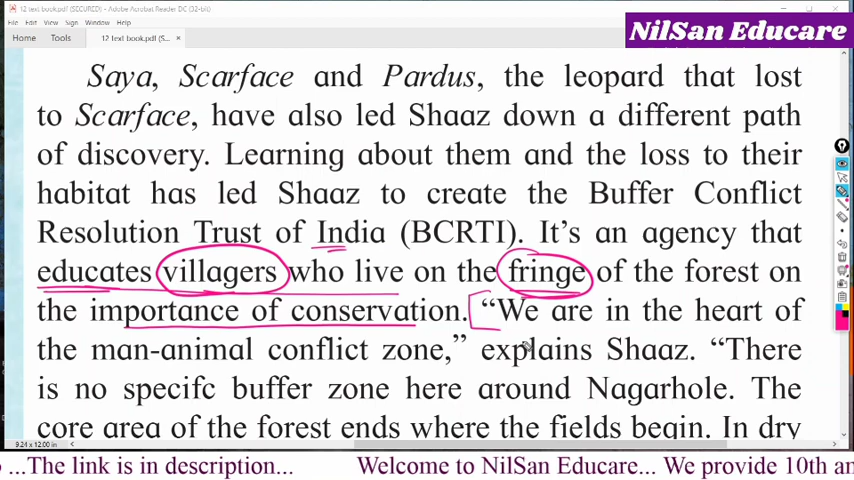 12 text book.pdf (SECURED) - Adobe Acrobat Reader DC (32-bit)
File Edit View Sign Window Help
Home Tools 12 text book.pdf (S... ×
NilSan Educare
Saya, Scarface and Pardus, the leopard that lost
to Scarface, have also led Shaaz down a different path
of discovery. Learning about them and the loss to their
habitat has led Shaaz to create the Buffer Conflict
Resolution Trust of India (BCRTI). It’s an agency that
educates villagers who live on the fringe of the forest on
the importance of conservation. “We are in the heart of
the man-animal conflict zone,” explains Shaaz. “There
is no specifc buffer zone here around Nagarhole. The
core area of the forest ends where the fields begin. In dry
9.24 x 12.00 in
...The link is in description... Welcome to NilSan Educare... We provide 10th an